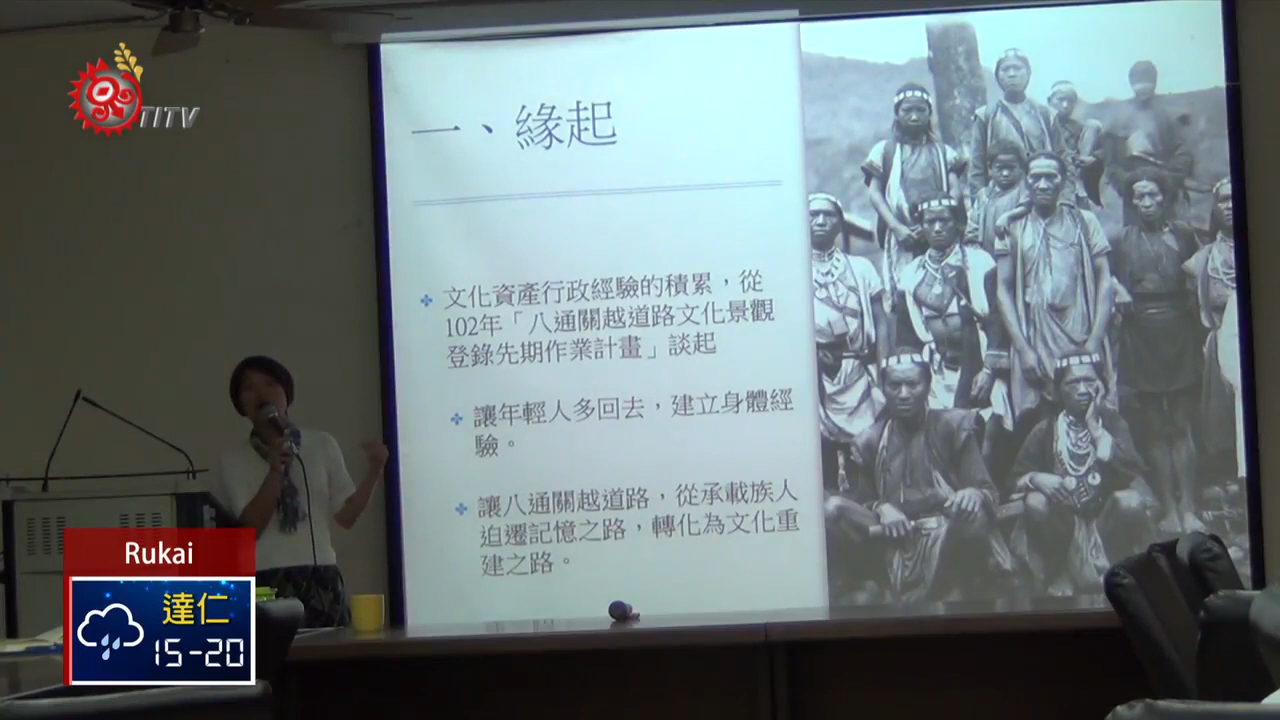 TITV
一、緣起
文化資產行政經驗的積累，從
102年「八通關越道路文化景觀
登錄先期作業計畫」談起
讓年輕人多回去，建立身體經
驗。
讓八通關越道路，從承載族人
迫遷記憶之路，轉化為文化重
建之路。
Rukai
達仁
15-20